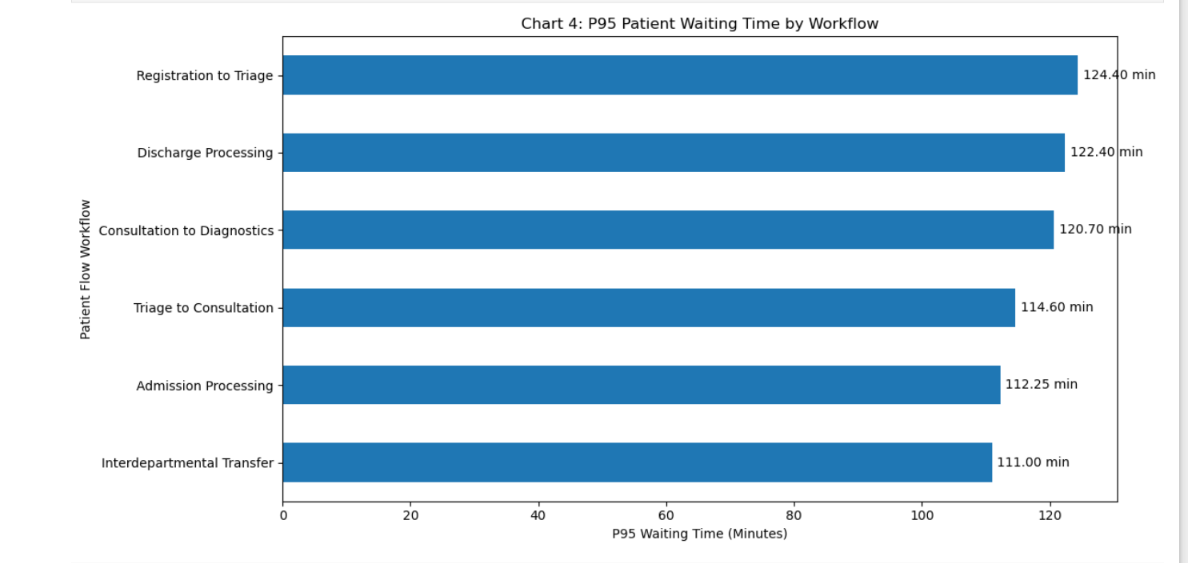 Chart 4: P95 Patient Waiting Time by Workflow
Registration to Triage
124.40 min
Discharge Processing
122.40 min
Consultation to Diagnostics
120.70 min
Triage to Consultation
114.60 min
Admission Processing
112.25 min
Interdepartmental Transfer
111.00 min
Patient Flow Workflow
0 20 40 60 80 100 120
P95 Waiting Time (Minutes)